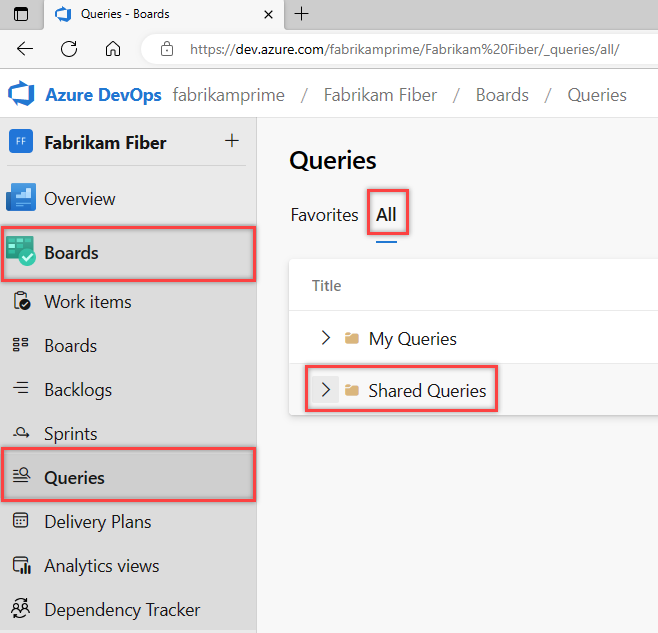 Queries - Boards
https://dev.azure.com/fabrikamprime/Fabrikam%20Fiber/_queries/all/
Azure DevOps fabrikamprime / Fabrikam Fiber / Boards / Queries
FF Fabrikam Fiber
Queries
Overview
Favorites All
Boards
Title
Work items
My Queries
Boards
Shared Queries
Backlogs
Sprints
Queries
Delivery Plans
Analytics views
Dependency Tracker